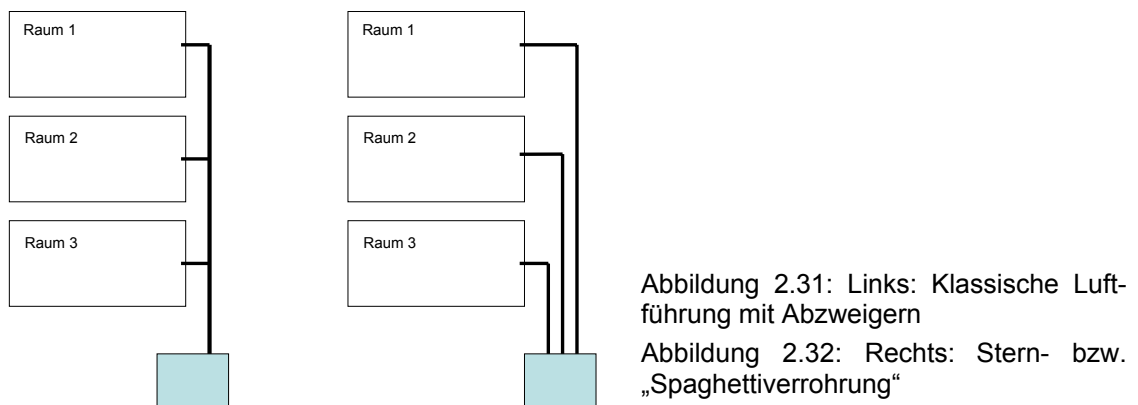 Raum 1
Raum 2
Raum 3
Raum 1
Raum 2
Raum 3
Abbildung 2.31: Links: Klassische Luft-
führung mit Abzweigern
Abbildung 2.32: Rechts: Stern- bzw.
„Spaghettiverrohrung“